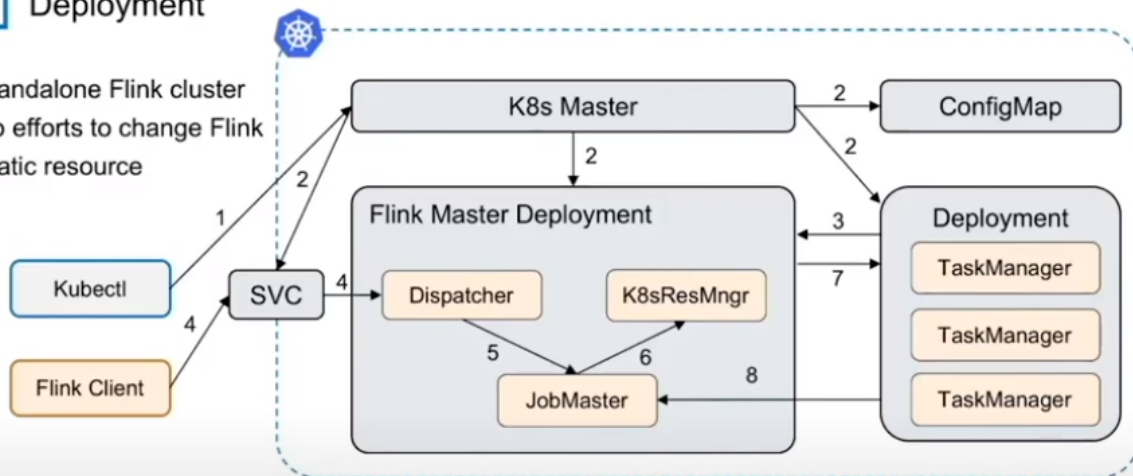 Deployment
andalone Flink cluster
o efforts to change Flink
atic resource
K8s Master
2
ConfigMap
2
2
2
1
Flink Master Deployment
3
7
Deployment
TaskManager
TaskManager
TaskManager
Kubectl
SVC
4
Dispatcher
K8sResMngr
4
5
6
8
Flink Client
JobMaster